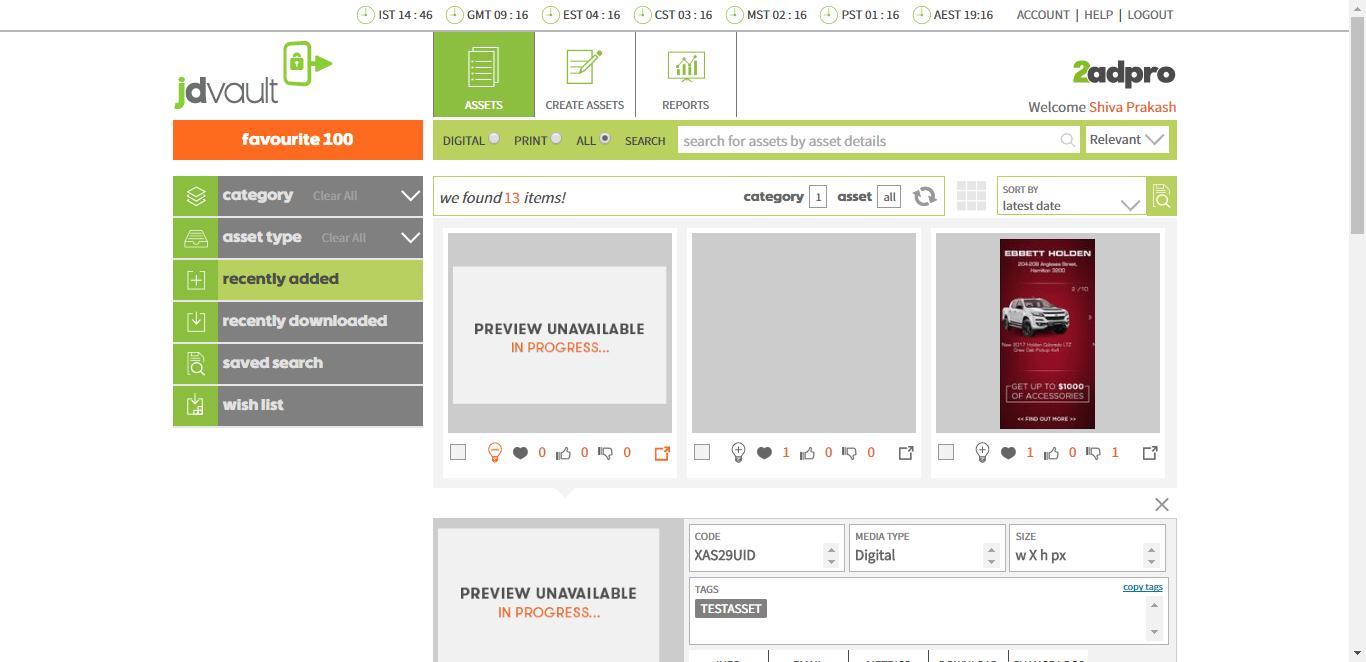 IST 14 : 46 GMT 09 : 16 EST 04 : 16 CST 03 : 16 MST 02 : 16 PST 01 : 16 AEST 19:16 ACCOUNT | HELP | LOGOUT
jdvault
ASSETS
CREATE ASSETS
REPORTS
2adpro
Welcome Shiva Prakash
favourite 100
DIGITAL PRINT ALL SEARCH search for assets by asset details Relevant
category Clear All
asset type Clear All
recently added
recently downloaded
saved search
wish list
we found 13 items! category 1 asset all
SORT BY
latest date
PREVIEW UNAVAILABLE
IN PROGRESS...
EBBETT HOLDEN
204-208 Anglesea Street,
Hamilton 3200
2 /10
New 2017 Holden Colorado LTZ
Crew Cab Pickup 4x4
GET UP TO $1000
OF ACCESSORIES
<< FIND OUT MORE >>
0 0 0
1 0 0
1 0 1
PREVIEW UNAVAILABLE
IN PROGRESS...
CODE
XAS29UID
MEDIA TYPE
Digital
SIZE
w X h px
TAGS copy tags
TESTASSET